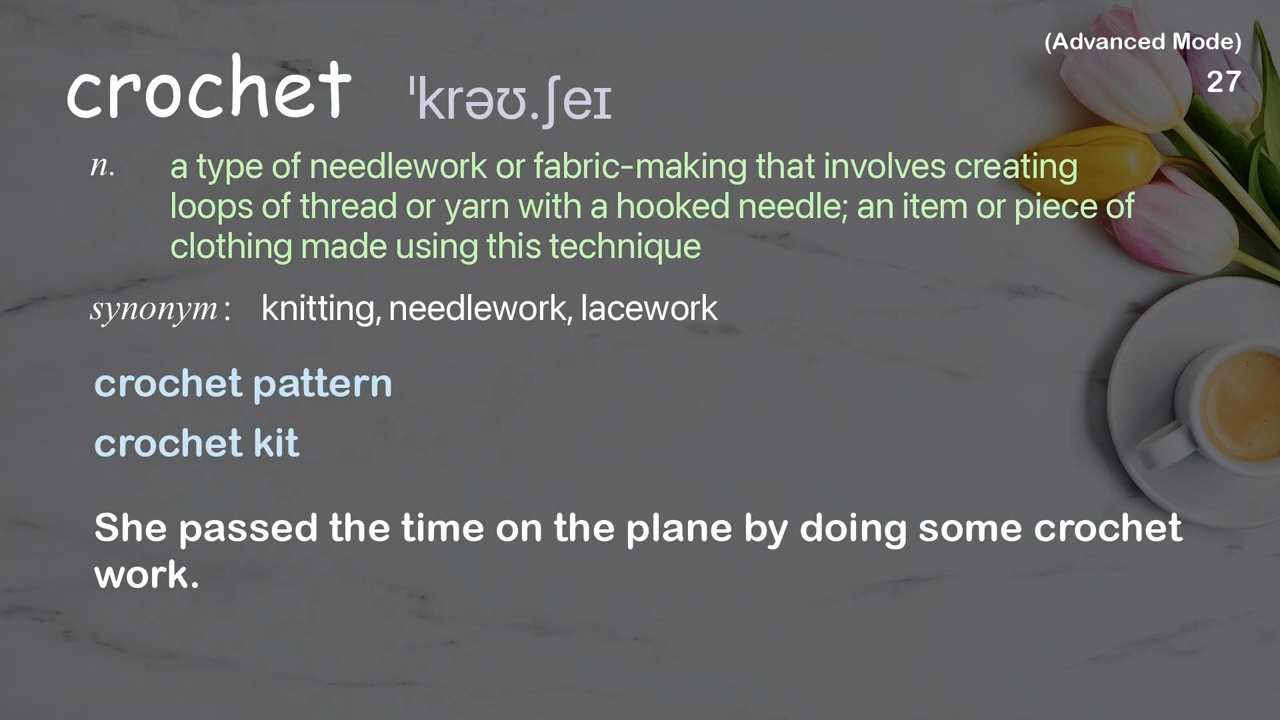 (Advanced Mode)
27
crochet ˈkrəʊ.ʃeɪ
n. a type of needlework or fabric-making that involves creating
loops of thread or yarn with a hooked needle; an item or piece of
clothing made using this technique
synonym: knitting, needlework, lacework
crochet pattern
crochet kit
She passed the time on the plane by doing some crochet
work.